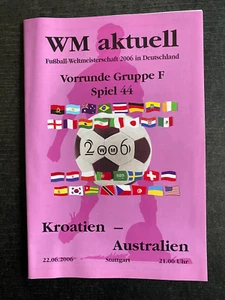 WM aktuell
Fußball-Weltmeisterschaft 2006 in Deutschland
Vorrunde Gruppe F
Spiel 44
2006
WM
Kroatien –
Australien
22.06.2006 Stuttgart 21.00 Uhr